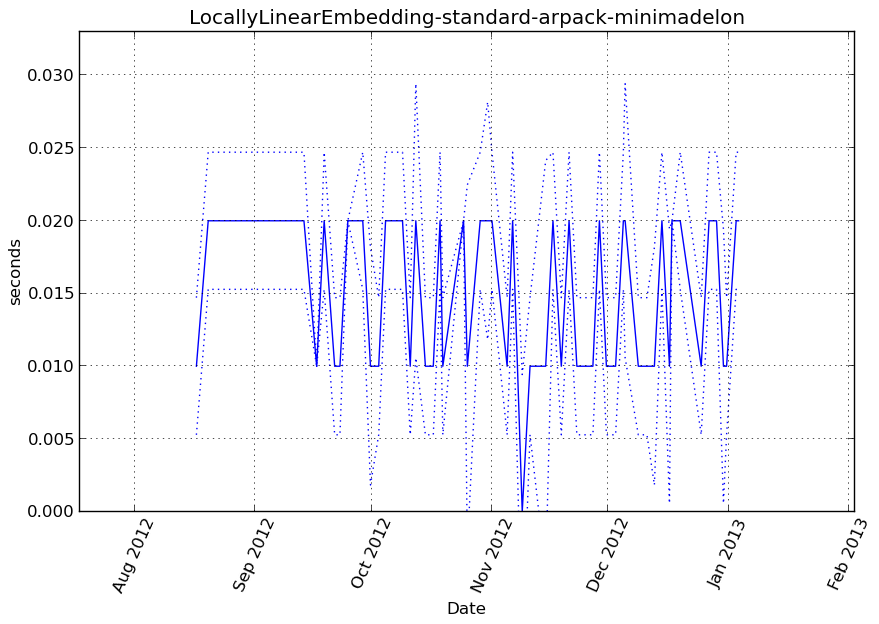 LocallyLinearEmbedding-standard-arpack-minimadelon
0.030
0.025
0.020
0.015
0.010
0.005
0.000
seconds
Aug 2012
Sep 2012
Oct 2012
Nov 2012
Dec 2012
Jan 2013
Feb 2013
Date